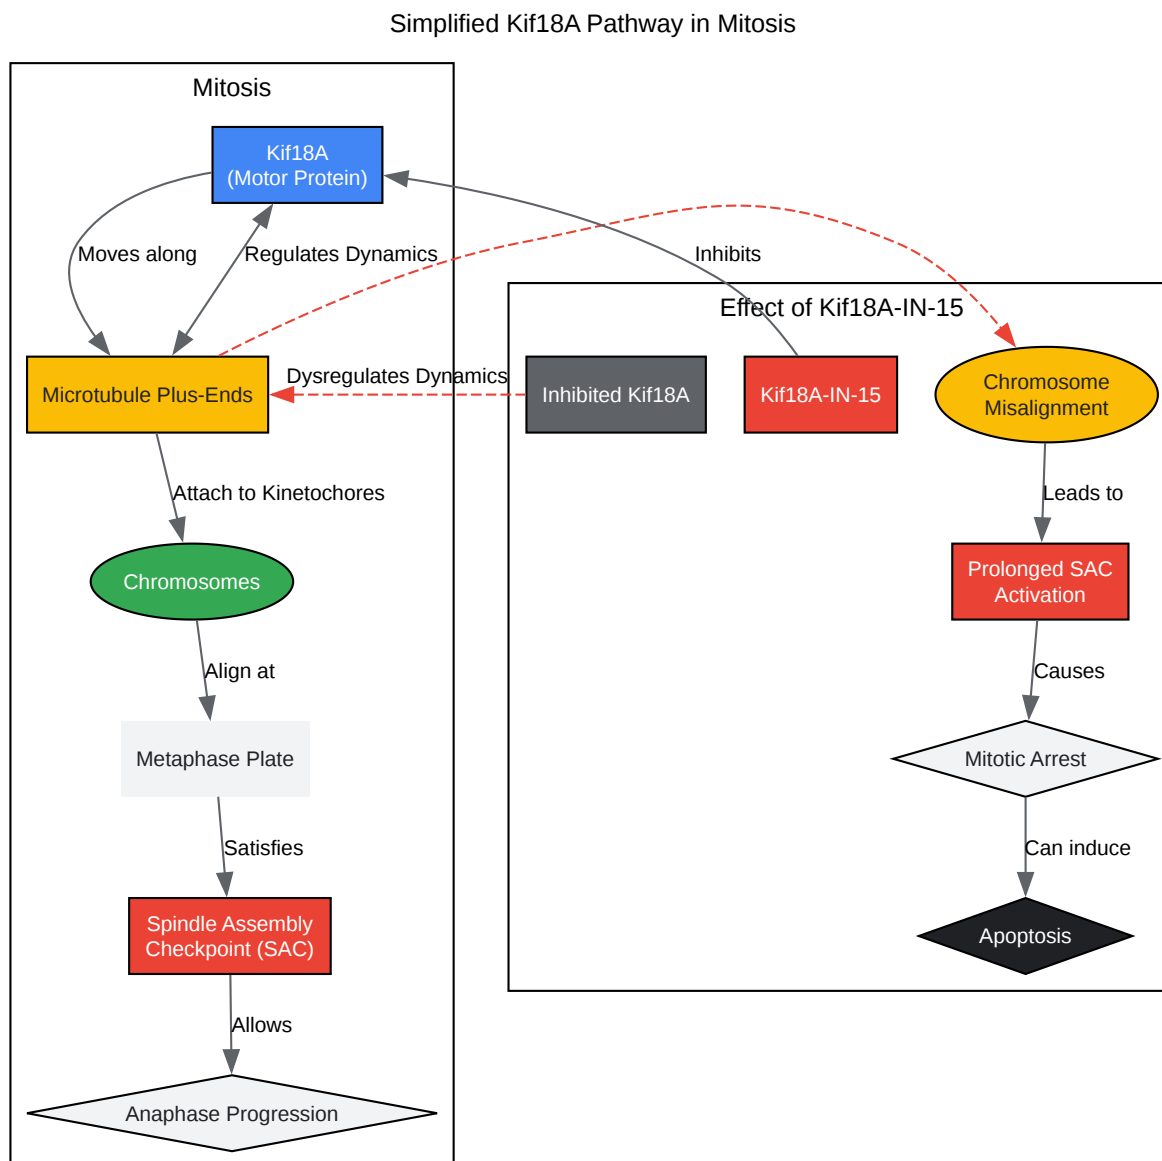 Simplified Kif18A Pathway in Mitosis
Mitosis
Kif18A
(Motor Protein)
Moves along
Regulates Dynamics
Inhibits
Effect of Kif18A-IN-15
Microtubule Plus-Ends
Dysregulates Dynamics
Inhibited Kif18A
Kif18A-IN-15
Chromosome
Misalignment
Attach to Kinetochores
Leads to
Chromosomes
Prolonged SAC
Activation
Align at
Causes
Metaphase Plate
Mitotic Arrest
Satisfies
Can induce
Spindle Assembly
Checkpoint (SAC)
Apoptosis
Allows
Anaphase Progression